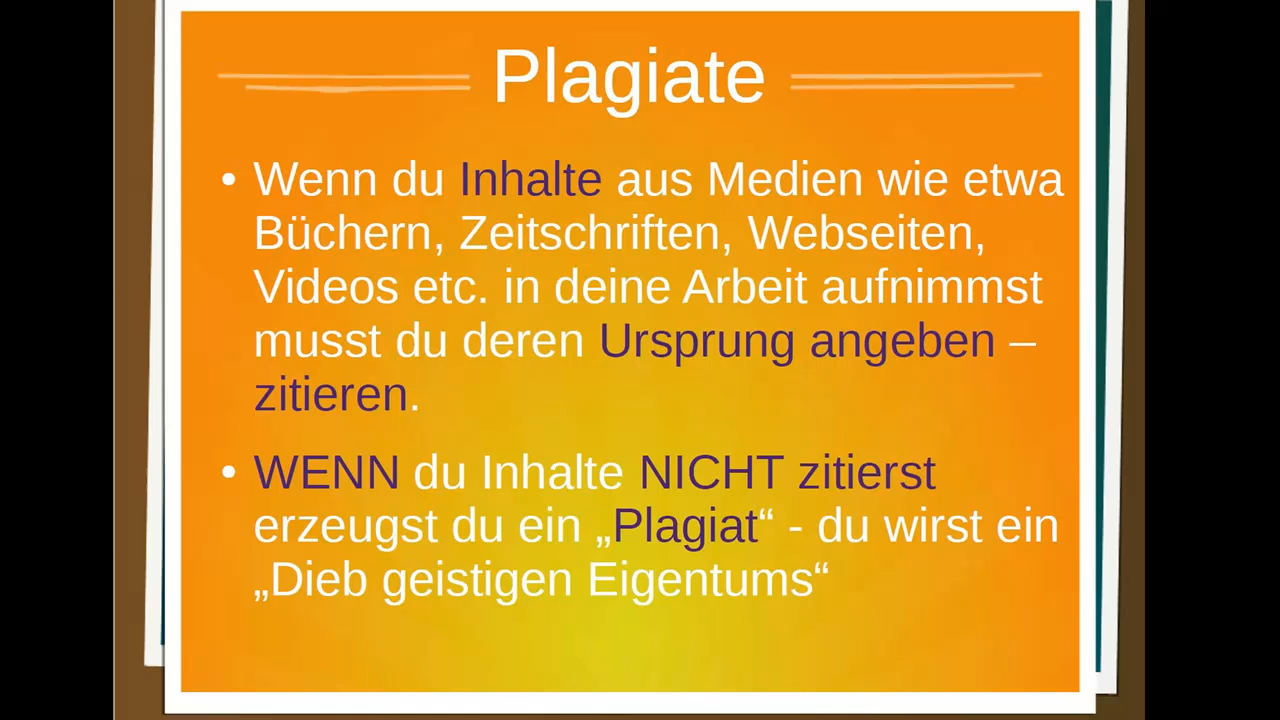 Plagiate
• Wenn du Inhalte aus Medien wie etwa
Büchern, Zeitschriften, Webseiten,
Videos etc. in deine Arbeit aufnimmst
musst du deren Ursprung angeben –
zitieren.
• WENN du Inhalte NICHT zitierst
erzeugst du ein „Plagiat“ - du wirst ein
„Dieb geistigen Eigentums“